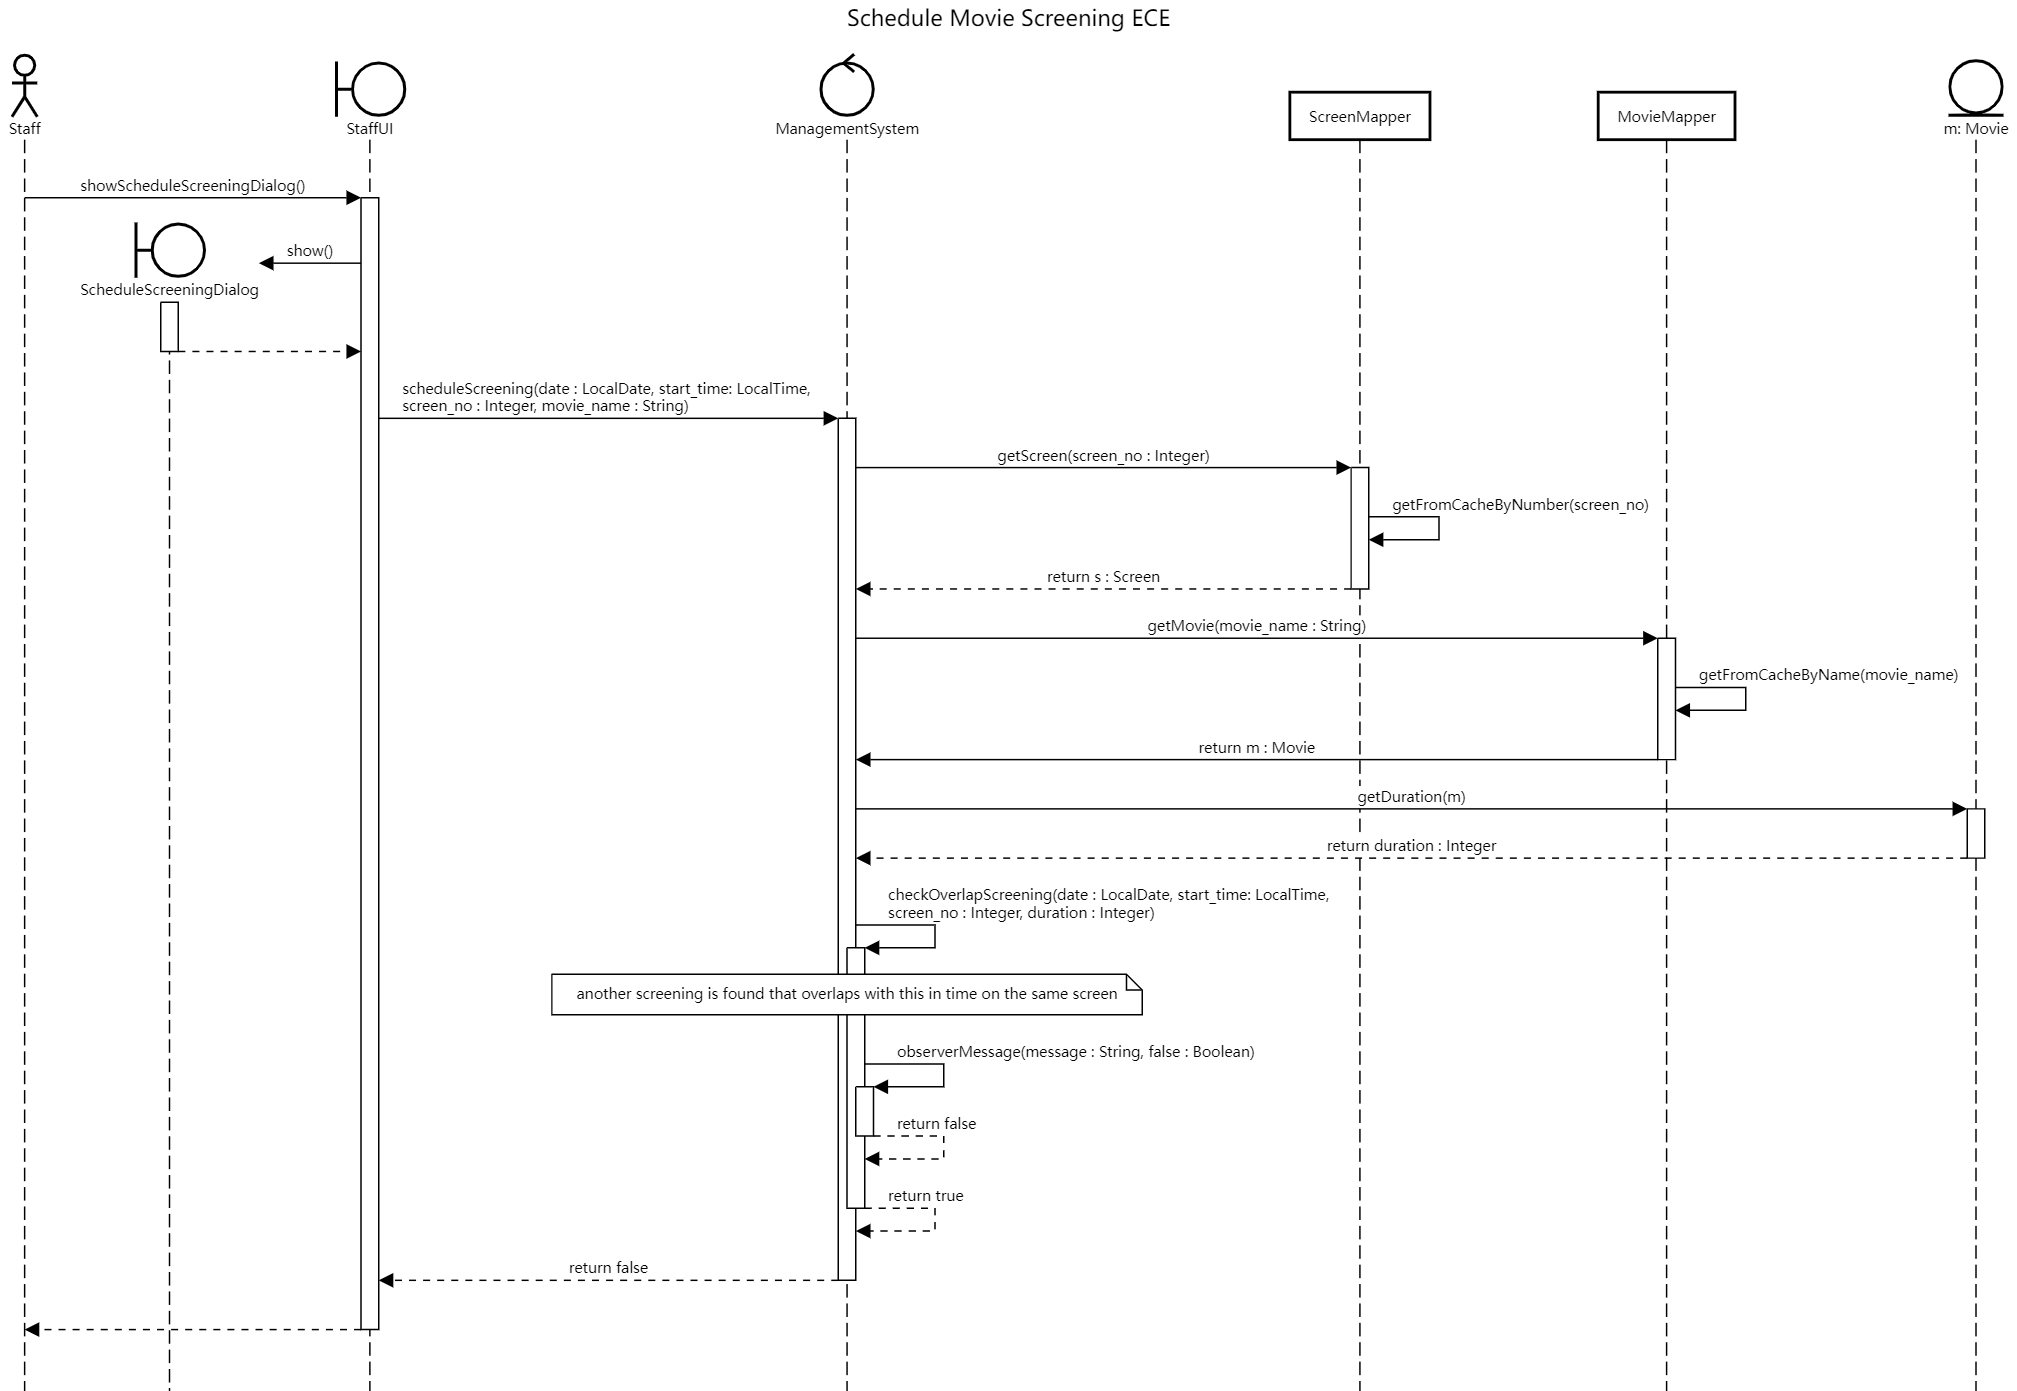 Schedule Movie Screening ECE
Staff
StaffUI
ManagementSystem
ScreenMapper
MovieMapper
m: Movie
showScheduleScreeningDialog()
show()
ScheduleScreeningDialog
scheduleScreening(date : LocalDate, start_time: LocalTime,
screen_no : Integer, movie_name : String)
getScreen(screen_no : Integer)
getFromCacheByNumber(screen_no)
return s : Screen
getMovie(movie_name : String)
getFromCacheByName(movie_name)
return m : Movie
getDuration(m)
return duration : Integer
checkOverlapScreening(date : LocalDate, start_time: LocalTime,
screen_no : Integer, duration : Integer)
another screening is found that overlaps with this in time on the same screen
observerMessage(message : String, false : Boolean)
return false
return true
return false